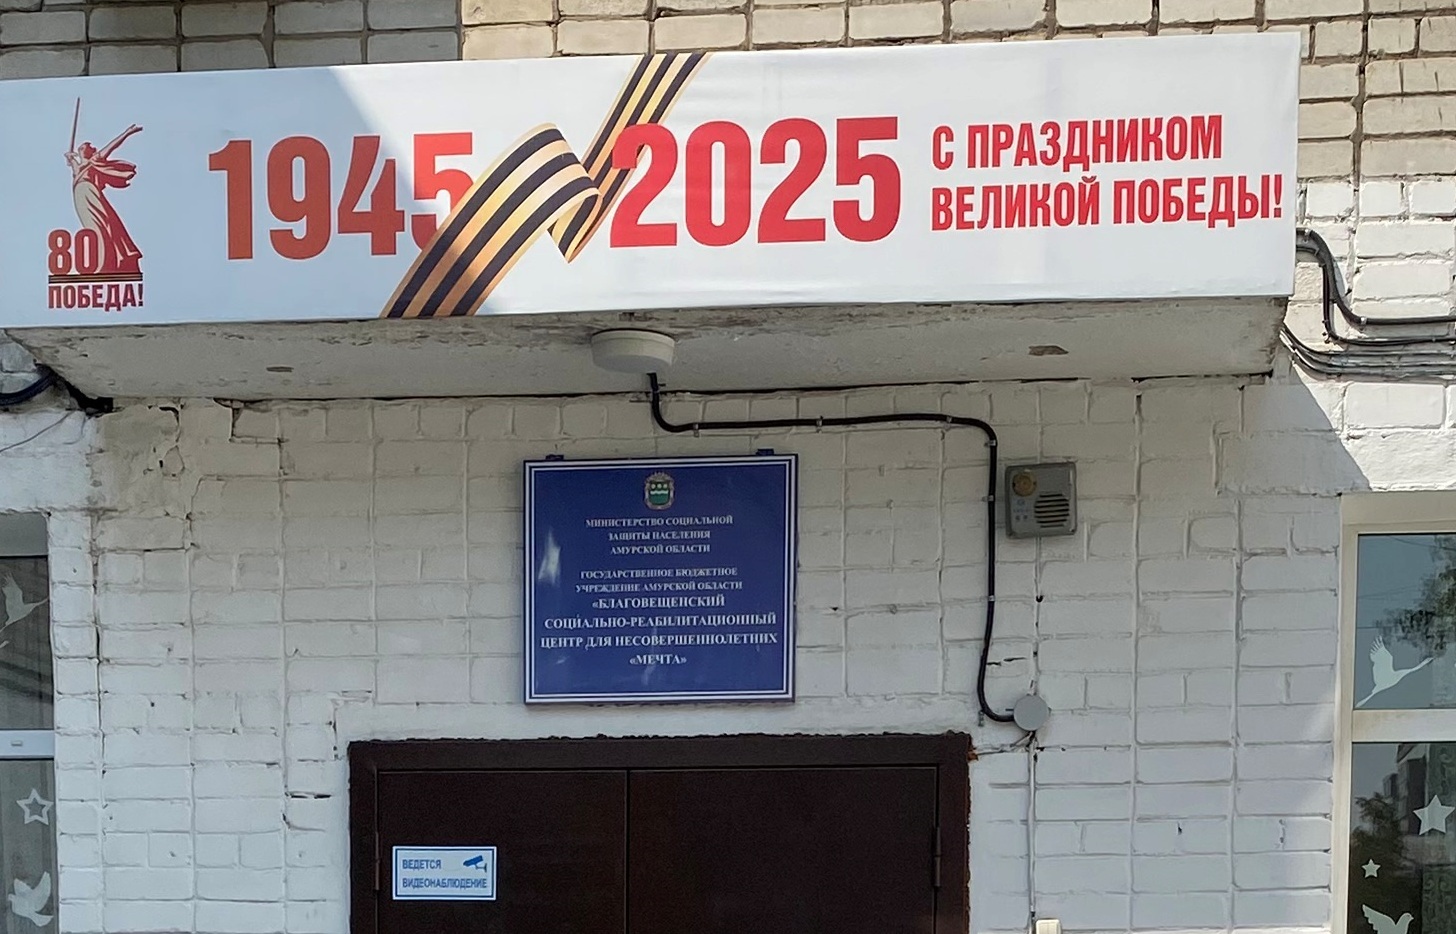 80
ПОБЕДА!
1945
2025
С ПРАЗДНИКОМ
ВЕЛИКОЙ ПОБЕДЫ!
МИНИСТЕРСТВО СОЦИАЛЬНОЙ
ЗАЩИТЫ НАСЕЛЕНИЯ
АМУРСКОЙ ОБЛАСТИ
ГОСУДАРСТВЕННОЕ БЮДЖЕТНОЕ
УЧРЕЖДЕНИЕ АМУРСКОЙ ОБЛАСТИ
«БЛАГОВЕЩЕНСКИЙ
СОЦИАЛЬНО-РЕАБИЛИТАЦИОННЫЙ
ЦЕНТР ДЛЯ НЕСОВЕРШЕННОЛЕТНИХ
«МЕЧТА»
ВЕДЕТСЯ
ВИДЕОНАБЛЮДЕНИЕ